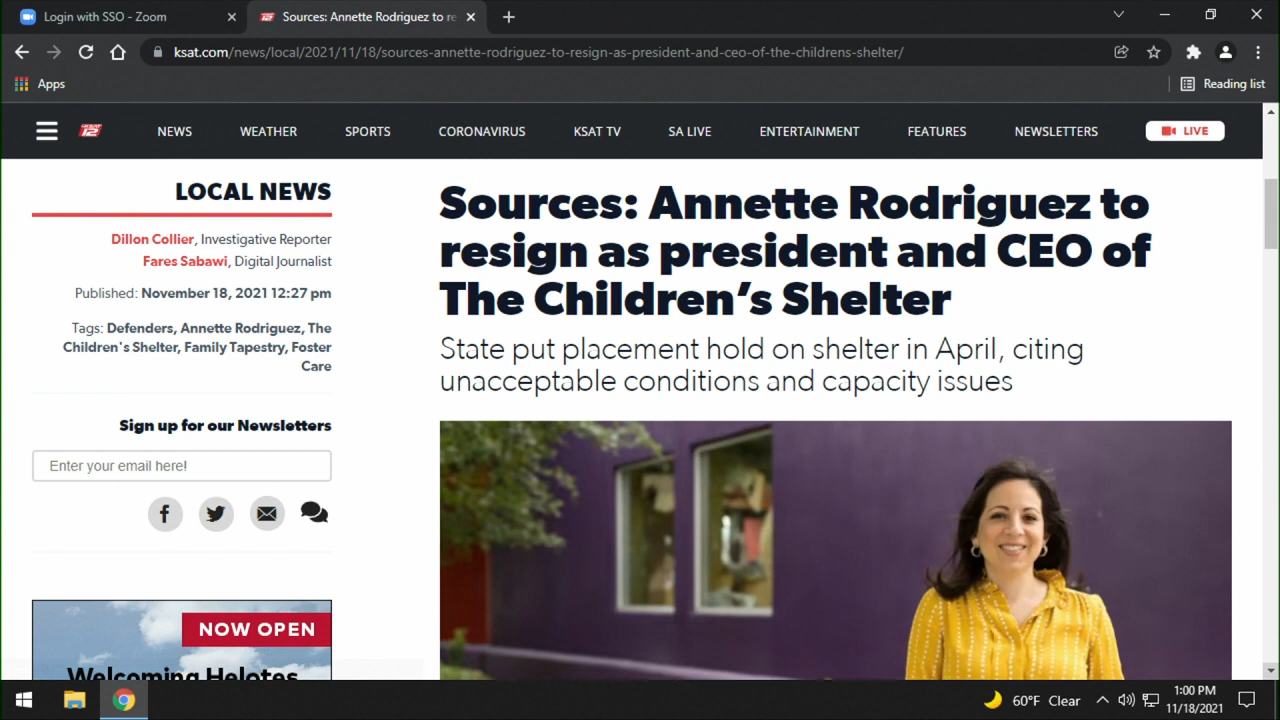 Login with SSO - Zoom
Sources: Annette Rodriguez to re
ksat.com/news/local/2021/11/18/sources-annette-rodriguez-to-resign-as-president-and-ceo-of-the-childrens-shelter/
Apps
Reading list
KSAT 12
NEWS
WEATHER
SPORTS
CORONAVIRUS
KSAT TV
SA LIVE
ENTERTAINMENT
FEATURES
NEWSLETTERS
LIVE
LOCAL NEWS
Dillon Collier, Investigative Reporter
Fares Sabawi, Digital Journalist
Published: November 18, 2021 12:27 pm
Tags: Defenders, Annette Rodriguez, The
Children's Shelter, Family Tapestry, Foster
Care
Sign up for our Newsletters
Enter your email here!
NOW OPEN
Welcoming Helotes
Sources: Annette Rodriguez to
resign as president and CEO of
The Children’s Shelter
State put placement hold on shelter in April, citing
unacceptable conditions and capacity issues
60°F Clear
1:00 PM
11/18/2021